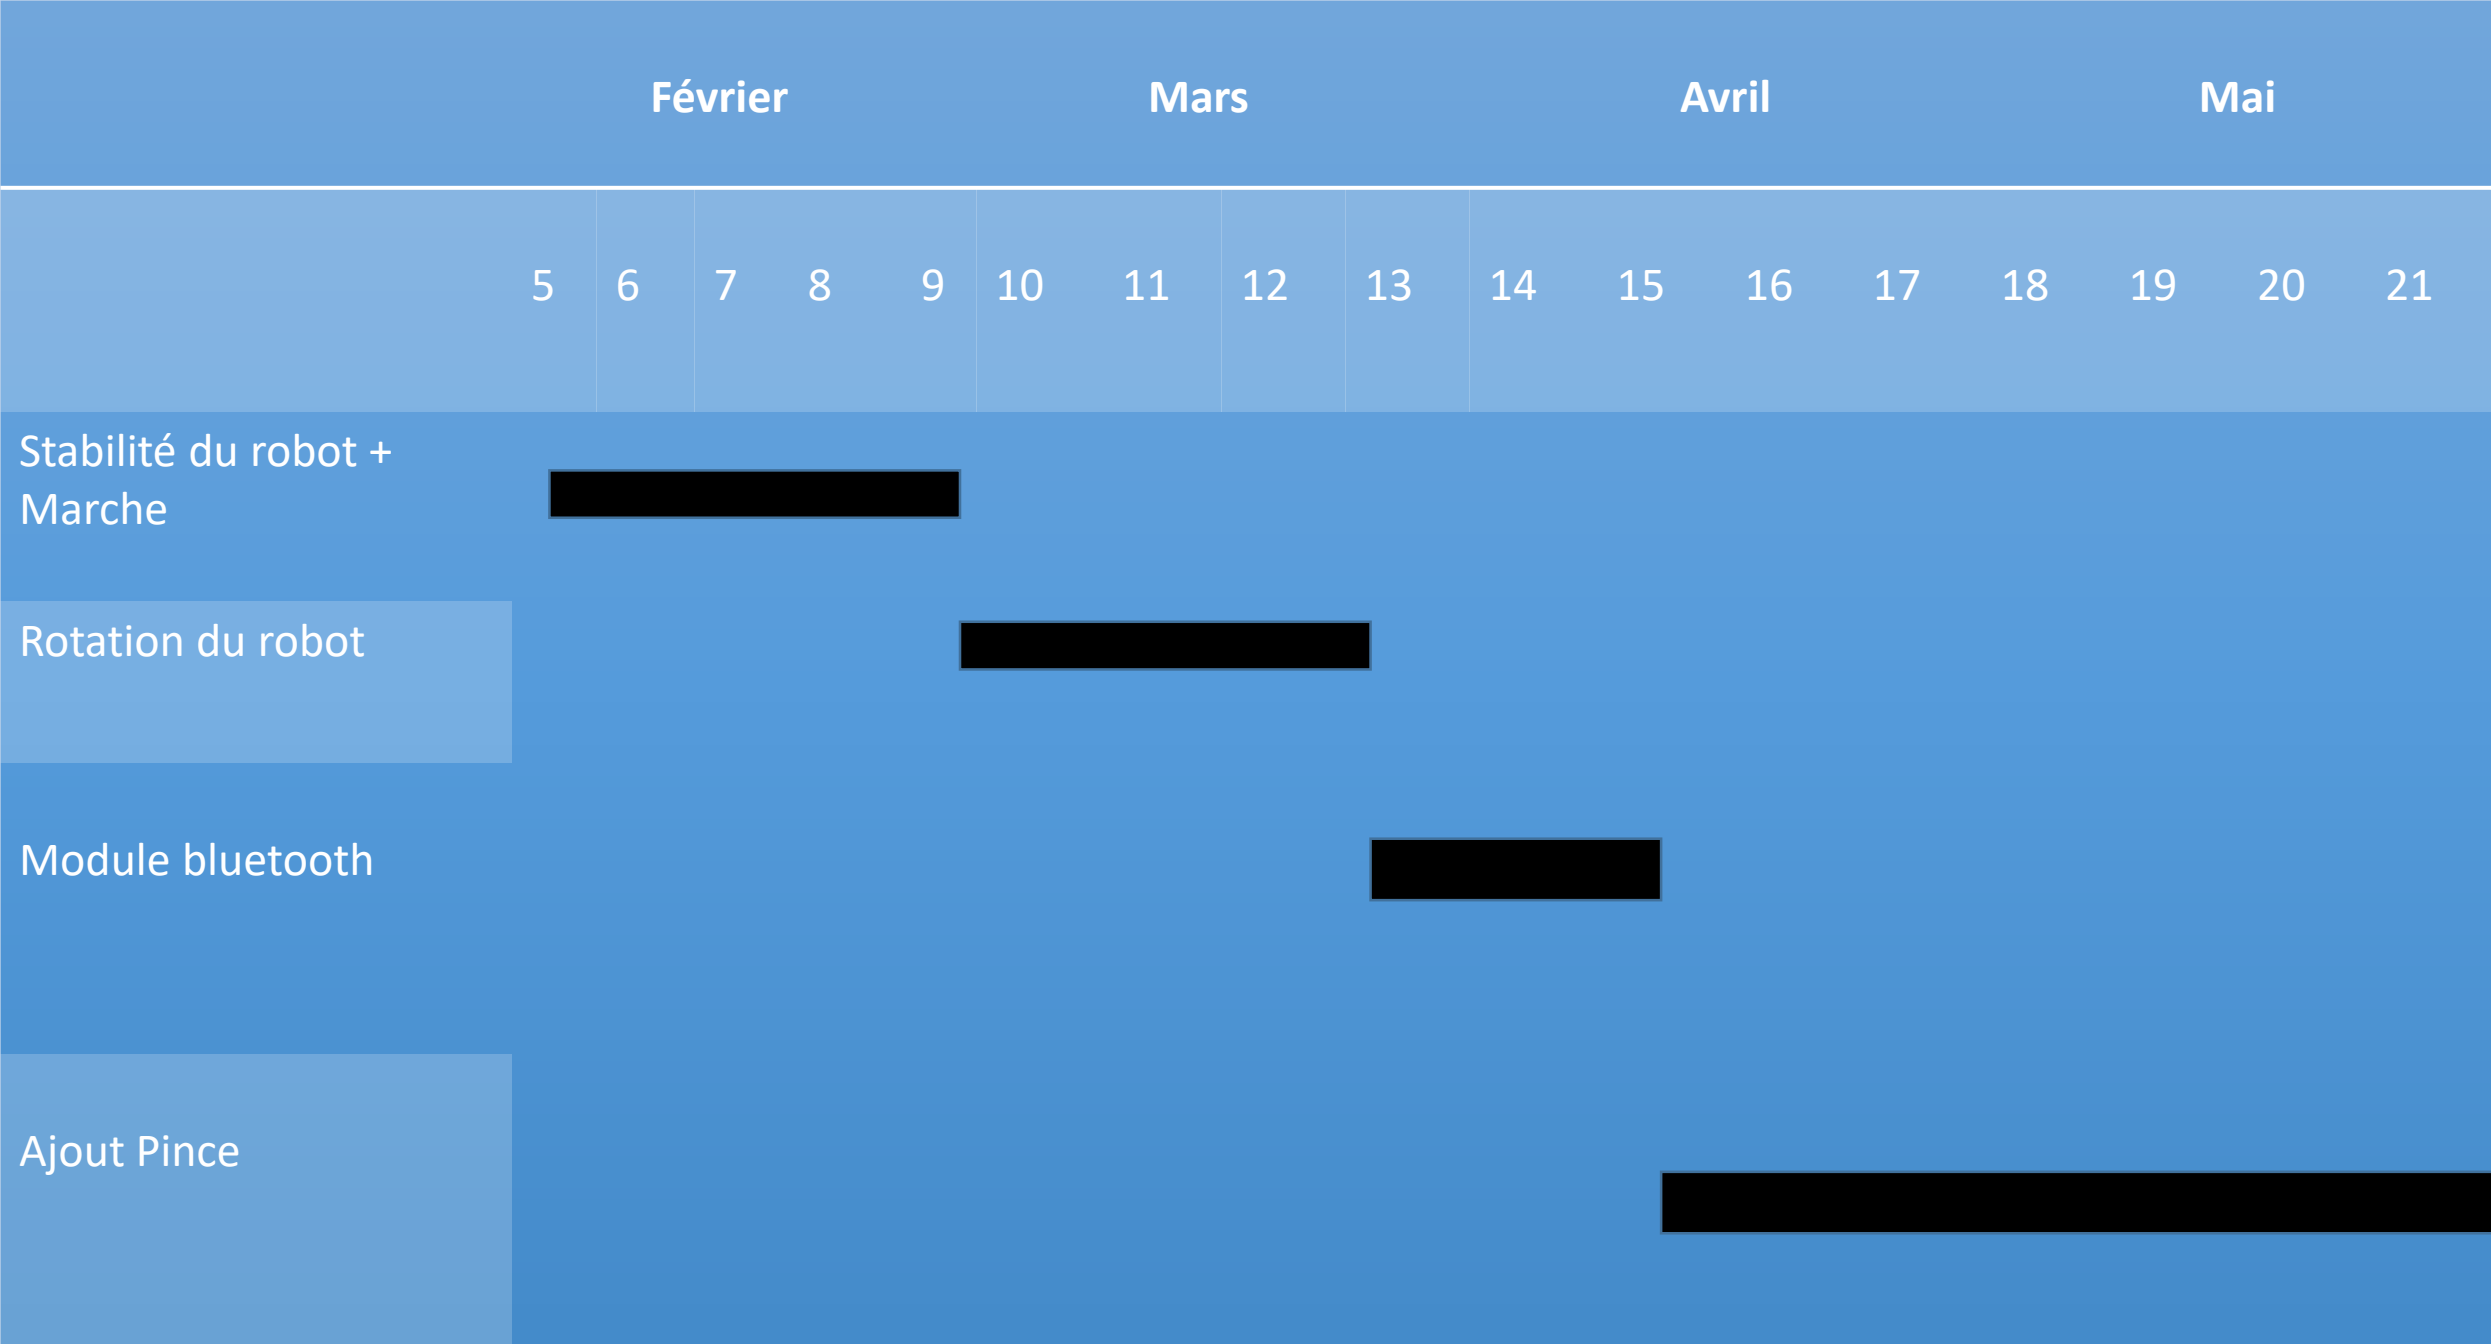 Février Mars Avril Mai
5 6 7 8 9 10 11 12 13 14 15 16 17 18 19 20 21
Stabilité du robot +
Marche
Rotation du robot
Module bluetooth
Ajout Pince